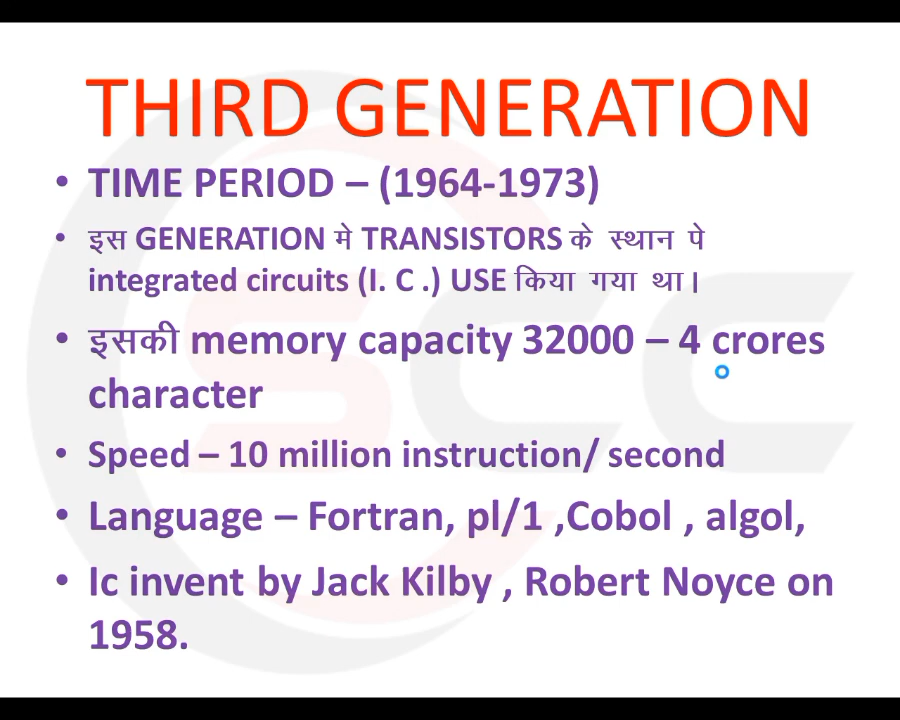 THIRD GENERATION
• TIME PERIOD – (1964-1973)
• इस GENERATION मे TRANSISTORS के स्थान पे
integrated circuits (I. C .) USE किया गया था।
• इसकी memory capacity 32000 – 4 crores
character
• Speed – 10 million instruction/ second
• Language – Fortran, pl/1 ,Cobol , algol,
• Ic invent by Jack Kilby , Robert Noyce on
1958.
SCC